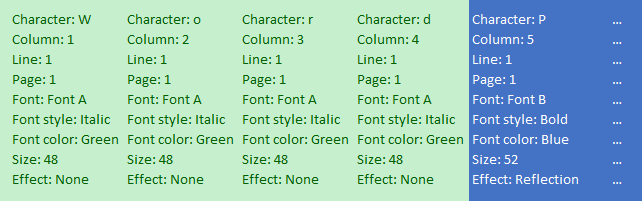 Character: W Character: o Character: r Character: d Character: P ...
Column: 1 Column: 2 Column: 3 Column: 4 Column: 5 ...
Line: 1 Line: 1 Line: 1 Line: 1 Line: 1 ...
Page: 1 Page: 1 Page: 1 Page: 1 Page: 1 ...
Font: Font A Font: Font A Font: Font A Font: Font A Font: Font B ...
Font style: Italic Font style: Italic Font style: Italic Font style: Italic Font style: Bold ...
Font color: Green Font color: Green Font color: Green Font color: Green Font color: Blue ...
Size: 48 Size: 48 Size: 48 Size: 48 Size: 52 ...
Effect: None Effect: None Effect: None Effect: None Effect: Reflection ...